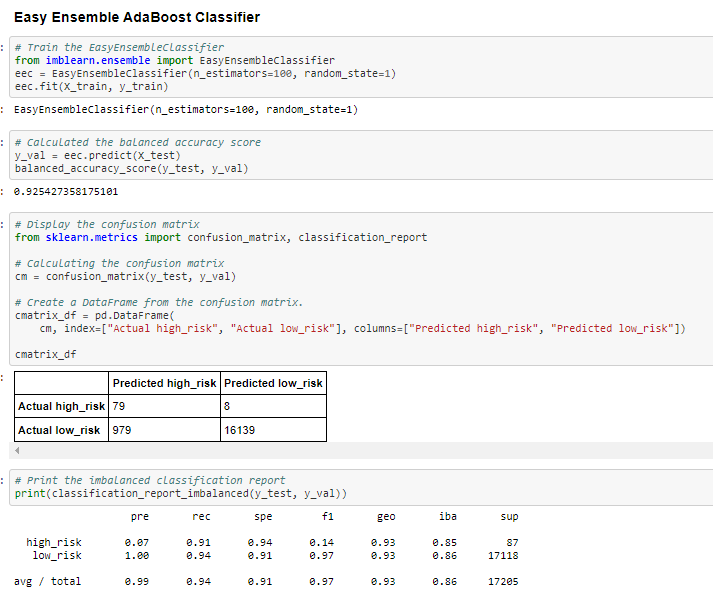 Easy Ensemble AdaBoost Classifier
: # Train the EasyEnsembleClassifier
from imblearn.ensemble import EasyEnsembleClassifier
eec = EasyEnsembleClassifier(n_estimators=100, random_state=1)
eec.fit(X_train, y_train)
: EasyEnsembleClassifier(n_estimators=100, random_state=1)
: # Calculated the balanced accuracy score
y_val = eec.predict(X_test)
balanced_accuracy_score(y_test, y_val)
: 0.925427358175101
: # Display the confusion matrix
from sklearn.metrics import confusion_matrix, classification_report
# Calculating the confusion matrix
cm = confusion_matrix(y_test, y_val)
# Create a DataFrame from the confusion matrix.
cmatrix_df = pd.DataFrame(
cm, index=["Actual high_risk", "Actual low_risk"], columns=["Predicted high_risk", "Predicted low_risk"])
cmatrix_df
: Predicted high_risk Predicted low_risk
Actual high_risk 79 8
Actual low_risk 979 16139
: # Print the imbalanced classification report
print(classification_report_imbalanced(y_test, y_val))
pre rec spe f1 geo iba sup
high_risk 0.07 0.91 0.94 0.14 0.93 0.85 87
low_risk 1.00 0.94 0.91 0.97 0.93 0.86 17118
avg / total 0.99 0.94 0.91 0.97 0.93 0.86 17205